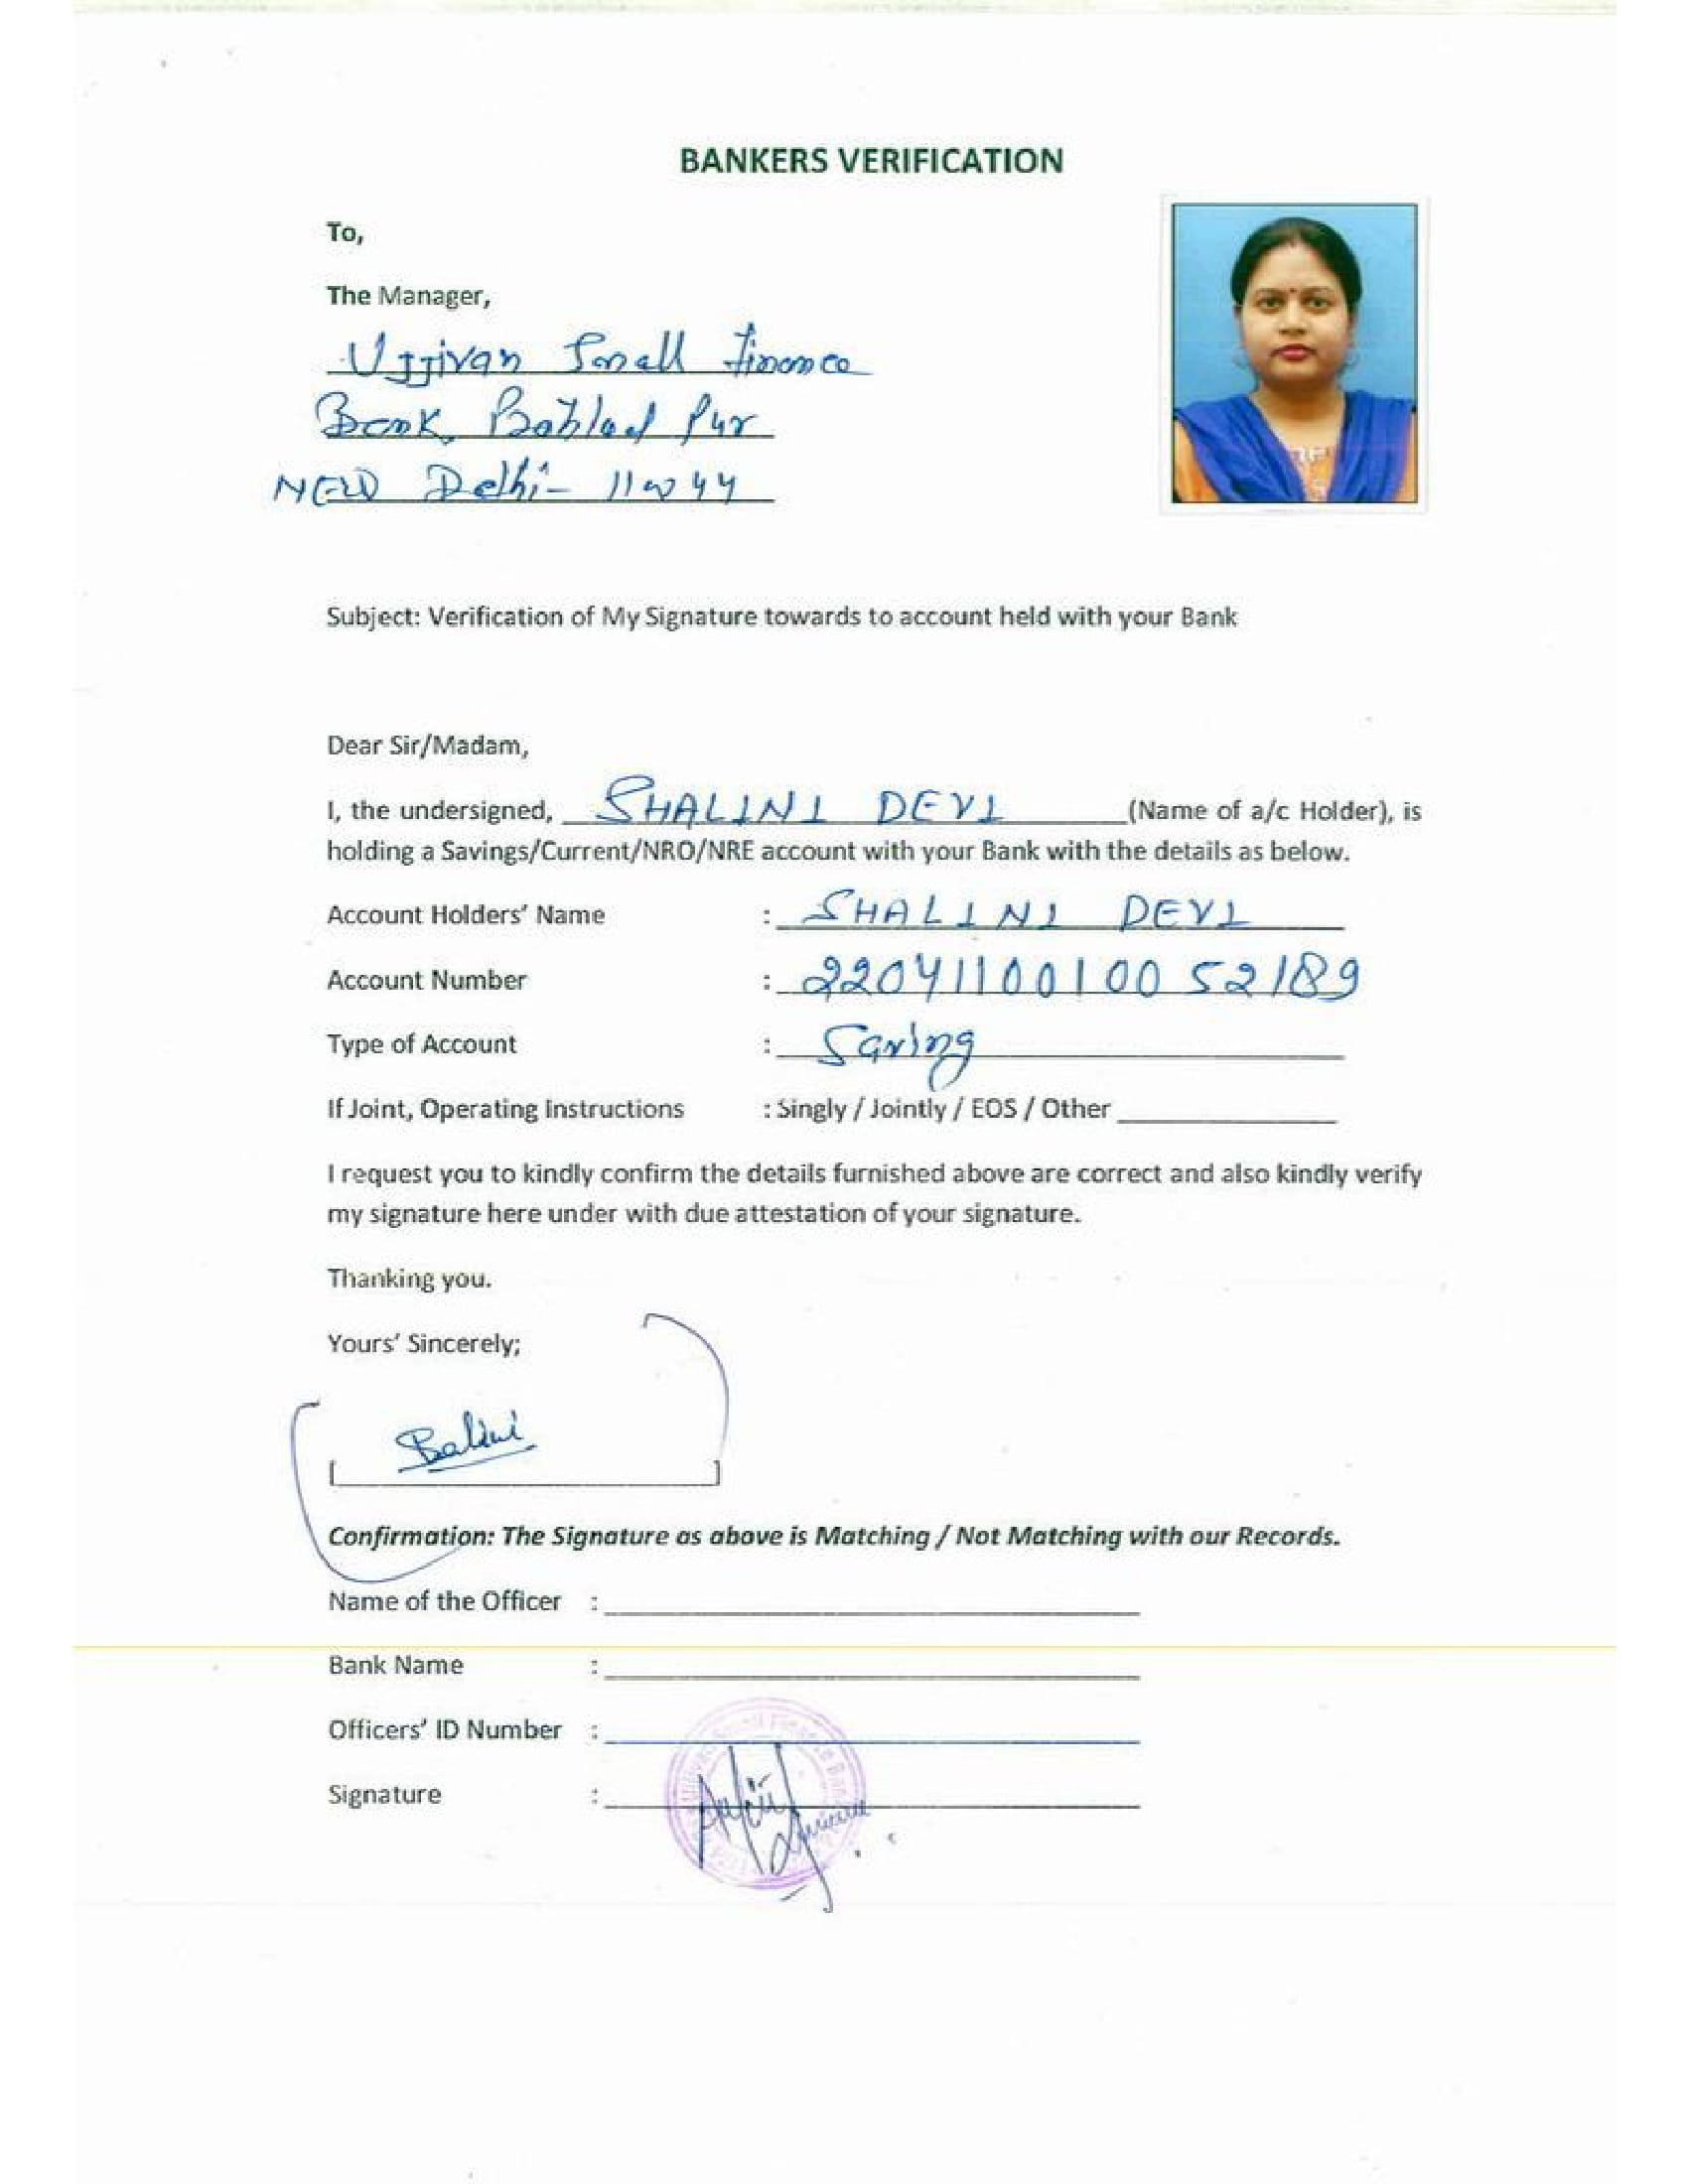 BANKERS VERIFICATION
To,
The Manager,
Ujjivan Small Finance
Bank, Bahlad Pur
NEW Delhi- 110044
Subject: Verification of My Signature towards to account held with your Bank
Dear Sir/Madam,
I, the undersigned, SHALINI DEVI (Name of a/c Holder), is
holding a Savings/Current/NRO/NRE account with your Bank with the details as below.
Account Holders' Name : SHALINI DEVI
Account Number : 2204110010052189
Type of Account : Saving
If Joint, Operating Instructions : Singly / Jointly / EOS / Other
I request you to kindly confirm the details furnished above are correct and also kindly verify
my signature here under with due attestation of your signature.
Thanking you.
Yours' Sincerely;
[ ]
Confirmation: The Signature as above is Matching / Not Matching with our Records.
Name of the Officer :
Bank Name :
Officers' ID Number :
Signature :